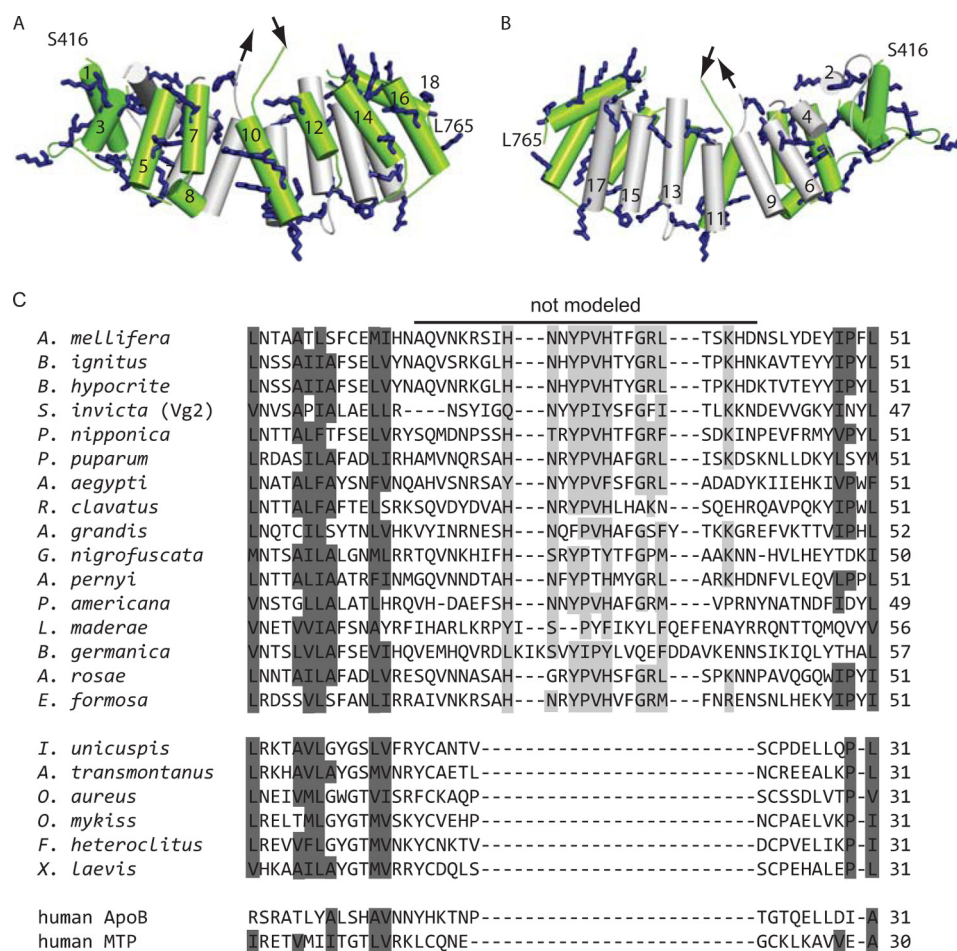 A
B
S416
1
3
5
7
8
10
12
14
16
18
L765
S416
2
4
6
9
11
13
15
17
L765
C
not modeled
A. mellifera LNTAATLSFCEMIHNAQVNKRSIH---NNYPVHTFGRL---TSKHDNSLYDEYIPFL 51
B. ignitus LNSSAIIAFSELVYNAQVSRKGLH---NHYPVHTYGRL---TPKHNKAVTEYYIPYL 51
B. hypocrite LNSSAIIAFSELVYNAQVNKRGLH---NHYPVHTYGRL---TPKHDKTVTEYYIPYL 51
S. invicta (Vg2) VNVSAPIALAELLR----NSYIGQ---NYYPIYSFGFI---TLKKNDEVVGKYINYL 47
P. nipponica LNTTALFTFSELVRYSQMDNPSSH---TRYPVHTFGRF---SDKINPEVFRMYVPYL 51
P. puparum LRDASILAFADLIRHAMVNQRSAH---NRYPVHAFGRL---ISKDSKNLLDKYLSYM 51
A. aegypti LNATALFAYSNFVNQAHVSNRSAY---NYYPVFSFGRL---ADADYKIIEHKIVPWF 51
R. clavatus LNTTALFAFTELSRKSQVDYDVAH---NRYPVHLHAKN---SQEHRQAVPQKYIPWL 51
A. grandis LNQTCILSYTNLVHKVYINRNESH---NQFPVHAFGSFY--TKKGREFVKTTVIPHL 52
G. nigrofuscata MNTSAILALGNMLRRTQVNKHIFH---SRYPTYTFGPM---AAKNN-HVLHEYTDKI 50
A. pernyi LNTTALIAATRFINMGQVNNDTAH---NFYPTHMYGRL---ARKHDNFVLEQVLPPL 51
P. americana VNSTGLLALATLHRQVH-DAEFSH---NNYPVHAFGRM---VPRNYNATNDFIDYL 49
L. maderae VNETVVIAFSNAYRFIHARLKRPYI---S--PYFIKYLFQEFENAYRRQNTTQMQVYV 56
B. germanica VNTSLVLAFSEVIHQVEMHQVRDLKIKSVYYIPYLVQEFDDAVKENNSIKIQLYTHAL 57
A. rosae LNNTAILAFADLVRESQVNNASAH---GRYPVHSFGRL---SPKNNPAVQGQWIPYI 51
E. formosa LRDSSVLSFANLIRRAIVNKRSAH---NRYPVHVFGRM---FNRENSNLHEKYIPYI 51
I. unicuspis LRKTAVLGYGSLVFRYCANTV--------------------------SCPDELLQP-L 31
A. transmontanus LRKHAVLAYGSMVNRYCAETL--------------------------NCREEALKP-L 31
O. aureus LNEIVMLGWGTVISRFCKAQP--------------------------SCSSDLVTP-V 31
O. mykiss LRELTMLGYGTMVSKYCVEHP--------------------------NCPAELVKP-I 31
F. heteroclitus LREVVFLGYGTMVNKYCNKTV--------------------------DCPVELIKP-I 31
X. laevis VHKAAILAYGTMVRRYCDQLS--------------------------SCPEHALEP-L 31
human ApoB RSRATLYALSHAVNNYHKTNP--------------------------TGTQELLDI-A 31
human MTP IRETVMIITGTLVRKLCQNE---------------------------GCKLKAVVE-A 30